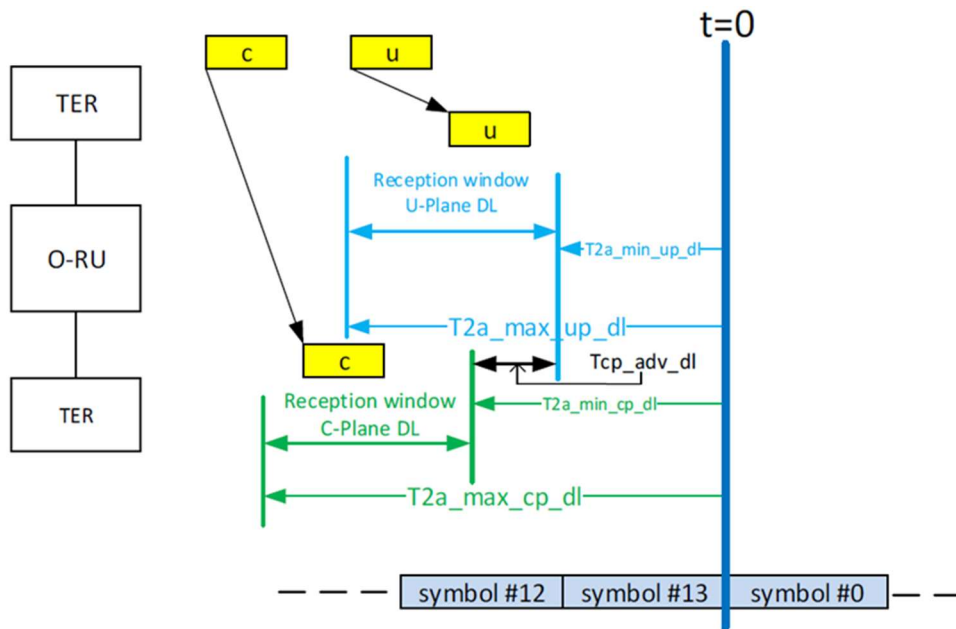 t=0
c
u
TER
u
Reception window
U-Plane DL
O-RU
T2a_min_up_dl
T2a_max_up_dl
c
Tcp_adv_dl
TER
Reception window
C-Plane DL
T2a_min_cp_dl
T2a_max_cp_dl
symbol #12
symbol #13
symbol #0